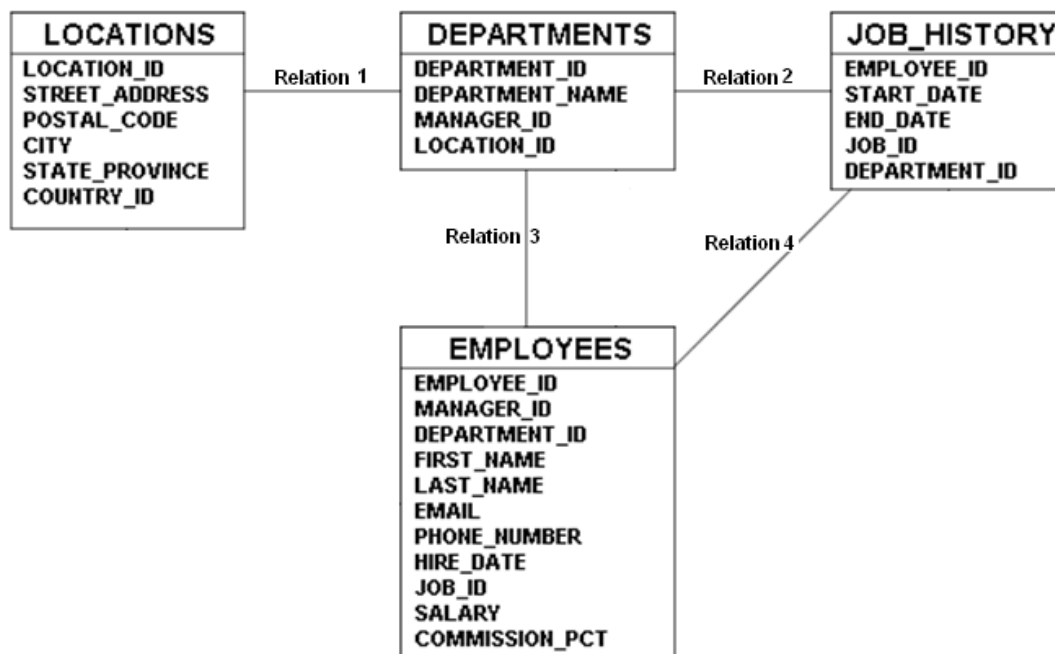 LOCATIONS
LOCATION_ID
STREET_ADDRESS
POSTAL_CODE
CITY
STATE_PROVINCE
COUNTRY_ID
Relation 1
DEPARTMENTS
DEPARTMENT_ID
DEPARTMENT_NAME
MANAGER_ID
LOCATION_ID
Relation 2
JOB_HISTORY
EMPLOYEE_ID
START_DATE
END_DATE
JOB_ID
DEPARTMENT_ID
Relation 3
Relation 4
EMPLOYEES
EMPLOYEE_ID
MANAGER_ID
DEPARTMENT_ID
FIRST_NAME
LAST_NAME
EMAIL
PHONE_NUMBER
HIRE_DATE
JOB_ID
SALARY
COMMISSION_PCT